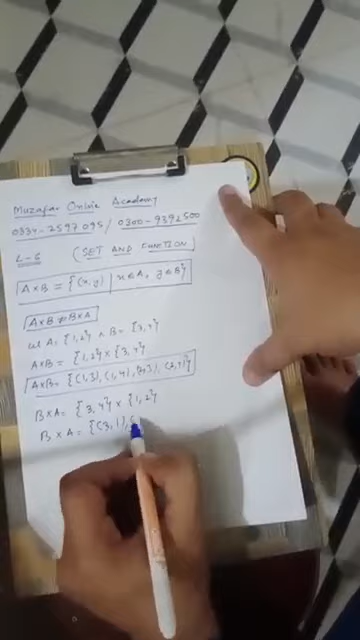 Muzafar Online Academy
0334-7597095 / 0300-9392500
L-6 (SET AND FUNCTION)
A×B = {(x,y) | x∈A, y∈B}
A×B ≠ B×A
Let A = {1,2} ∧ B = {3,4}
A×B = {1,2} × {3,4}
A×B = {(1,3), (1,4), (2,3), (2,4)}
B×A = {3,4} × {1,2}
B×A = {(3,1), (